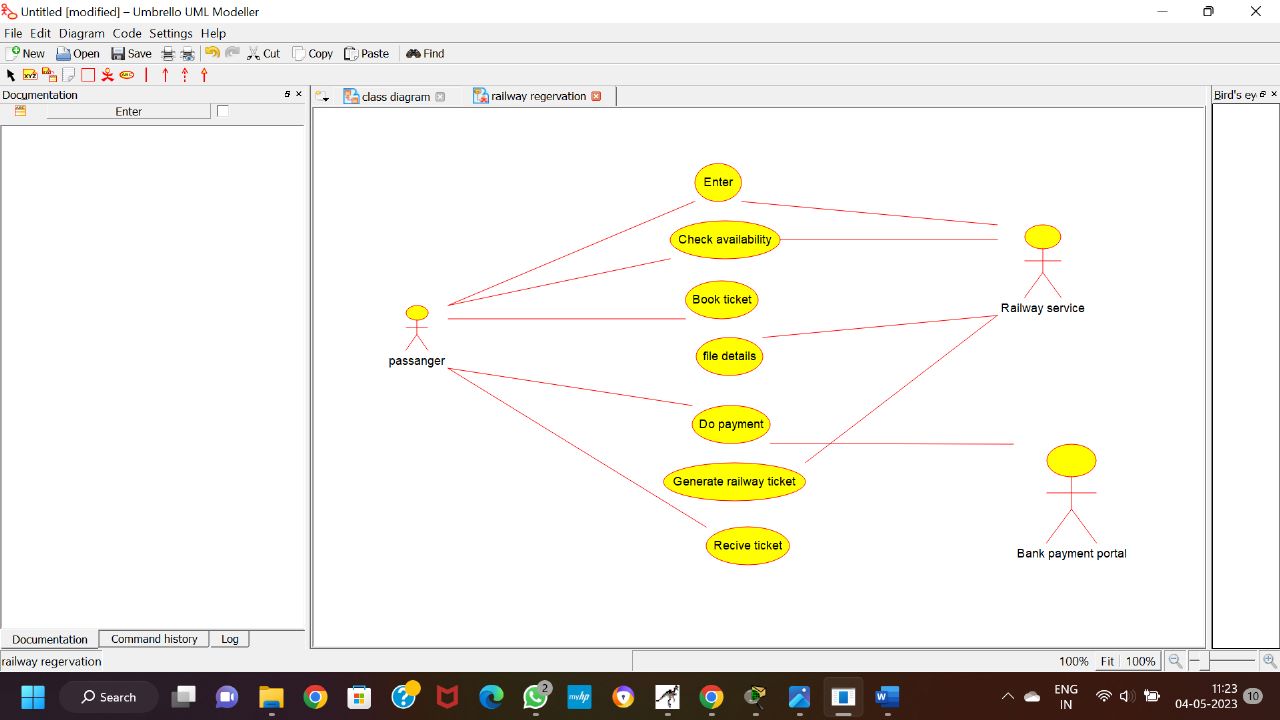 Untitled [modified] – Umbrello UML Modeller
File Edit Diagram Code Settings Help
New Open Save Cut Copy Paste Find
XYZ
Documentation
class diagram railway regervation
Bird's ey
Enter
Enter
Check availability
Book ticket
Railway service
file details
passanger
Do payment
Generate railway ticket
Recive ticket
Bank payment portal
Documentation Command history Log
railway regervation
100% Fit 100%
Search
2
myhp
W
ENG
IN
11:23
04-05-2023
10